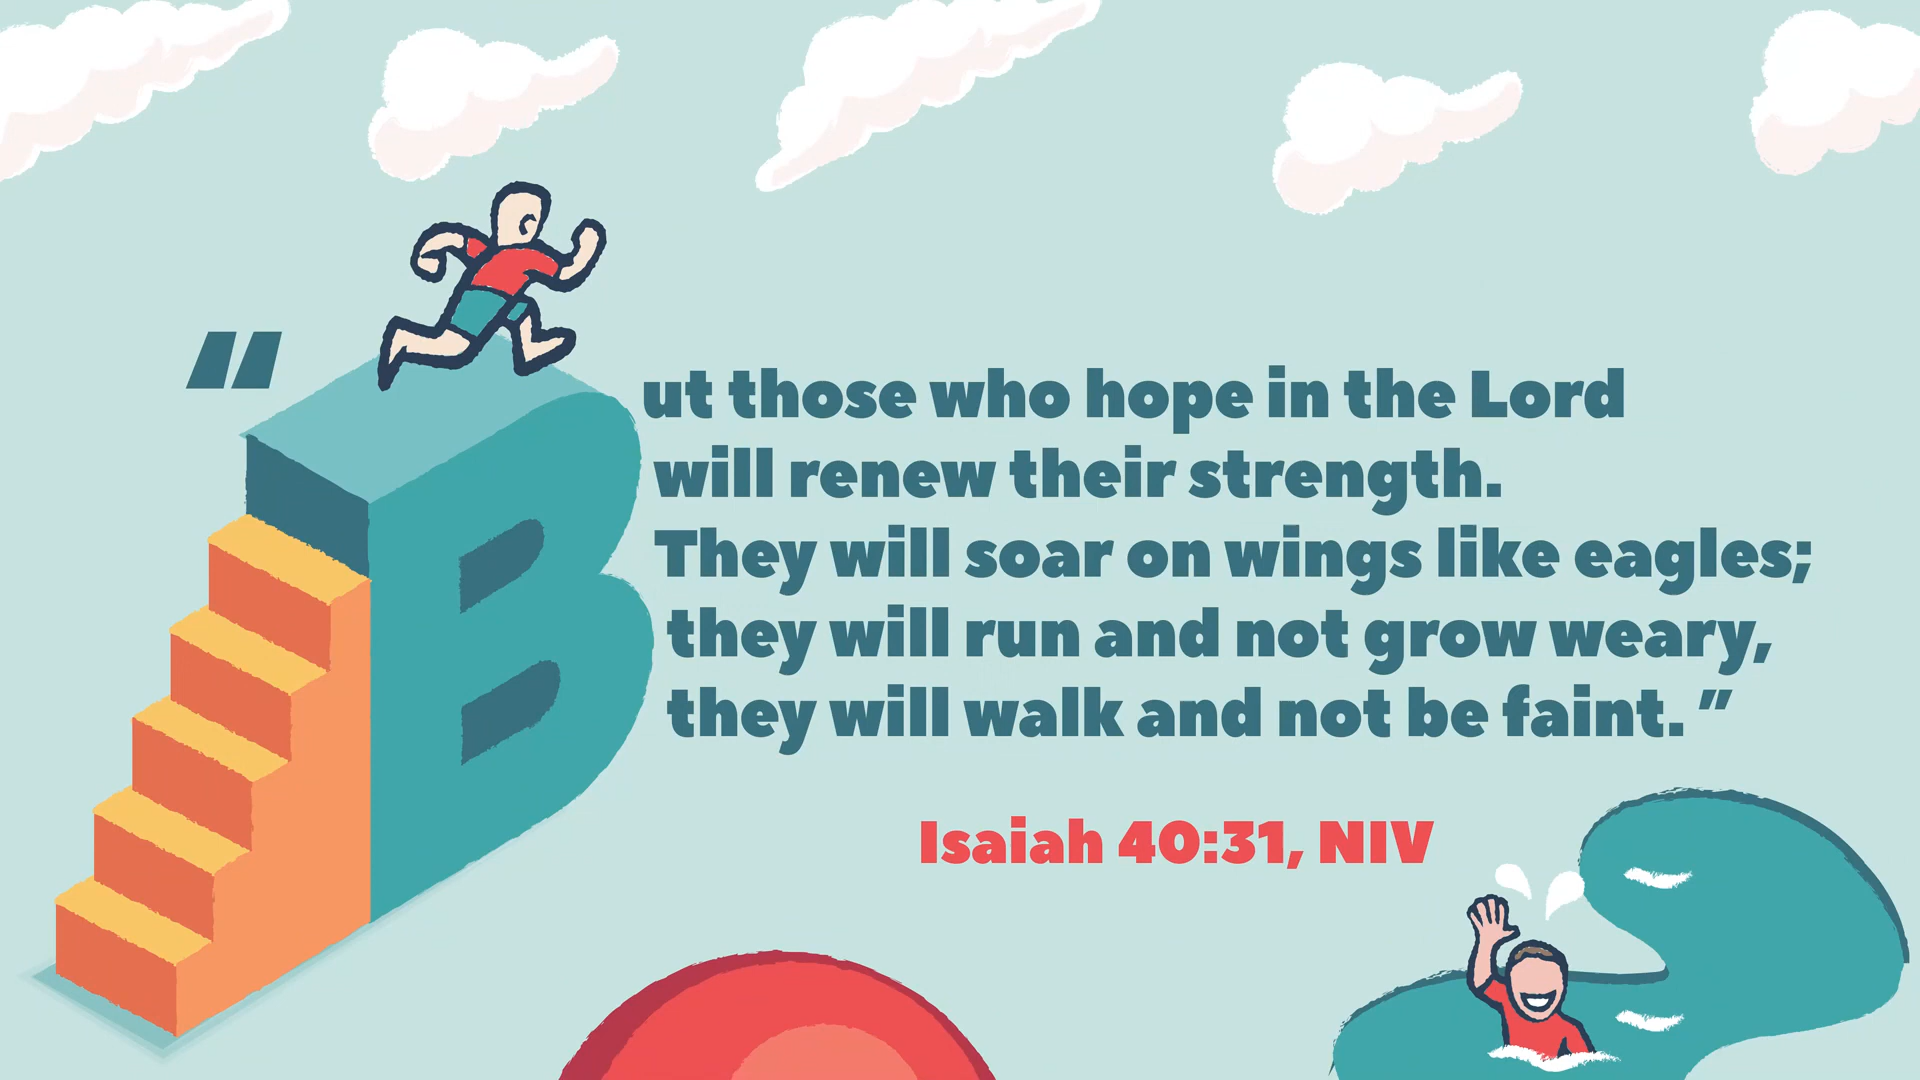 "But those who hope in the Lord
will renew their strength.
They will soar on wings like eagles;
they will run and not grow weary,
they will walk and not be faint. "
Isaiah 40:31, NIV